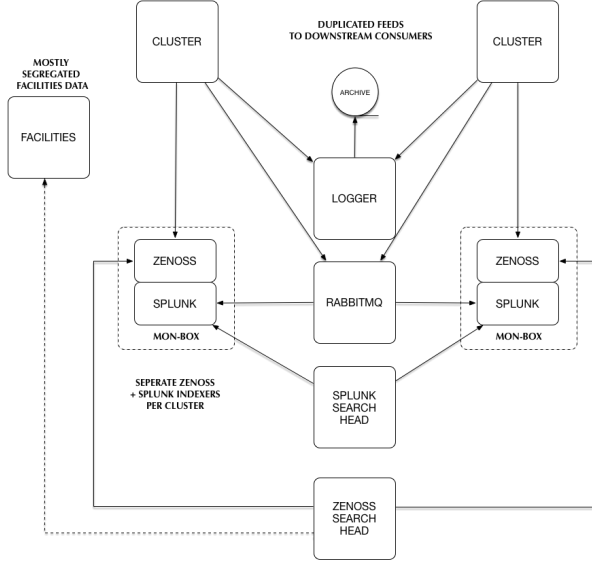 CLUSTER
DUPLICATED FEEDS
TO DOWNSTREAM CONSUMERS
CLUSTER
MOSTLY
SEGREGATED
FACILITIES DATA
ARCHIVE
FACILITIES
LOGGER
ZENOSS
SPLUNK
MON-BOX
RABBITMQ
ZENOSS
SPLUNK
MON-BOX
SEPERATE ZENOSS
+ SPLUNK INDEXERS
PER CLUSTER
SPLUNK
SEARCH
HEAD
ZENOSS
SEARCH
HEAD